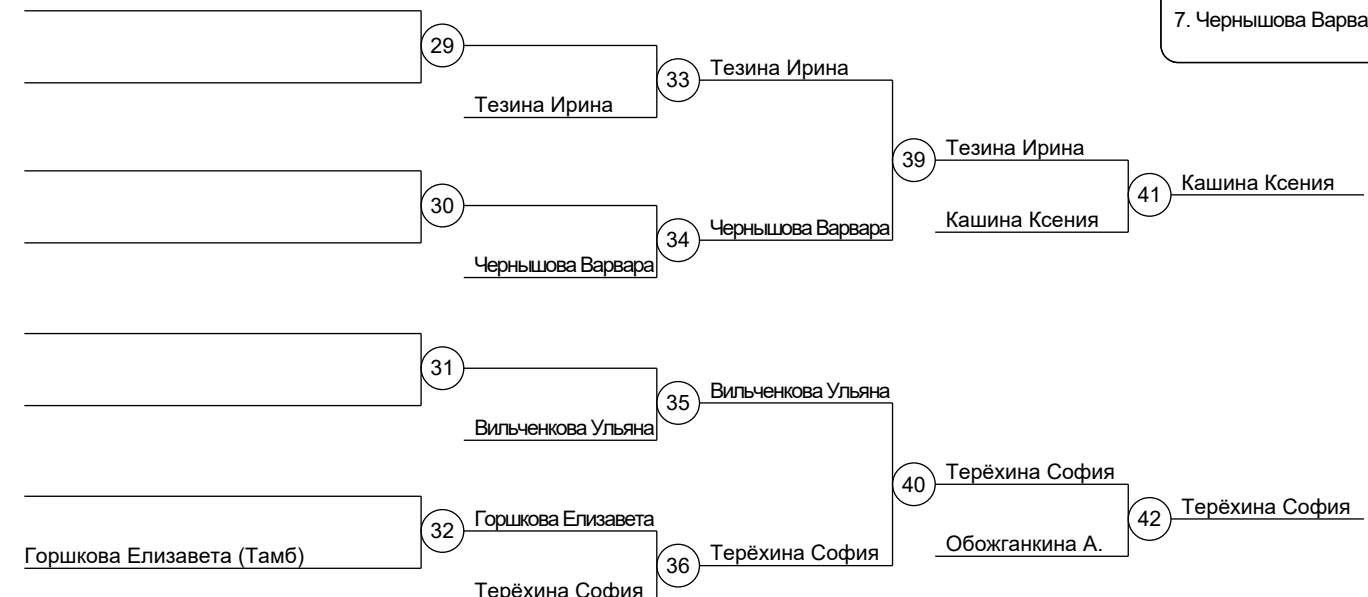 7. Чернышова Варва
29
Тезина Ирина
33
Тезина Ирина
39
Тезина Ирина
41
Кашина Ксения
Кашина Ксения
30
Чернышова Варвара
34
Чернышова Варвара
31
Вильченкова Ульяна
35
Вильченкова Ульяна
40
Терёхина София
42
Терёхина София
Обожганкина А.
Горшкова Елизавета (Тамб)
32
Горшкова Елизавета
Терёхина София
36
Терёхина София